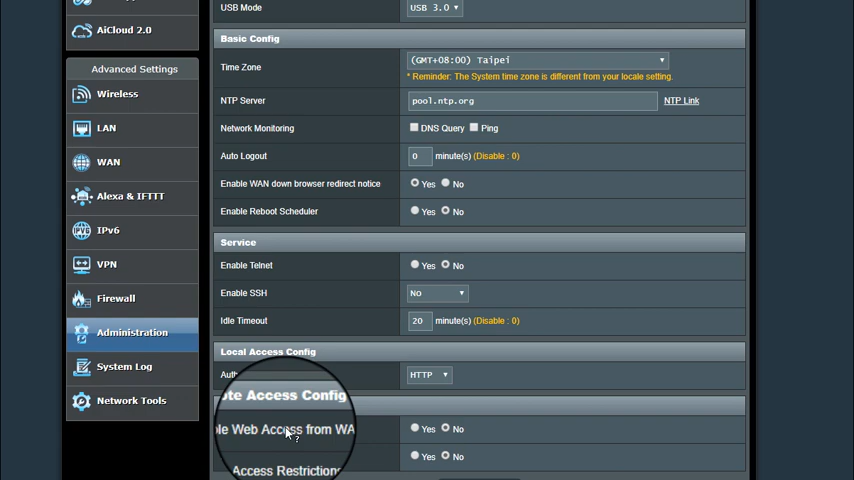 USB Mode USB 3.0
AiCloud 2.0
Basic Config
Advanced Settings
Time Zone (GMT+08:00) Taipei
* Reminder: The System time zone is different from your locale setting.
Wireless
NTP Server pool.ntp.org NTP Link
LAN
Network Monitoring DNS Query Ping
WAN
Auto Logout 0 minute(s) (Disable : 0)
Enable WAN down browser redirect notice Yes No
Alexa & IFTTT
Enable Reboot Scheduler Yes No
IPv6
Service
VPN
Enable Telnet Yes No
Enable SSH No
Firewall
Idle Timeout 20 minute(s) (Disable : 0)
Administration
Local Access Config
System Log
Auth HTTP
ote Access Config
Network Tools
ble Web Access from WA Yes No
Access Restrictions Yes No